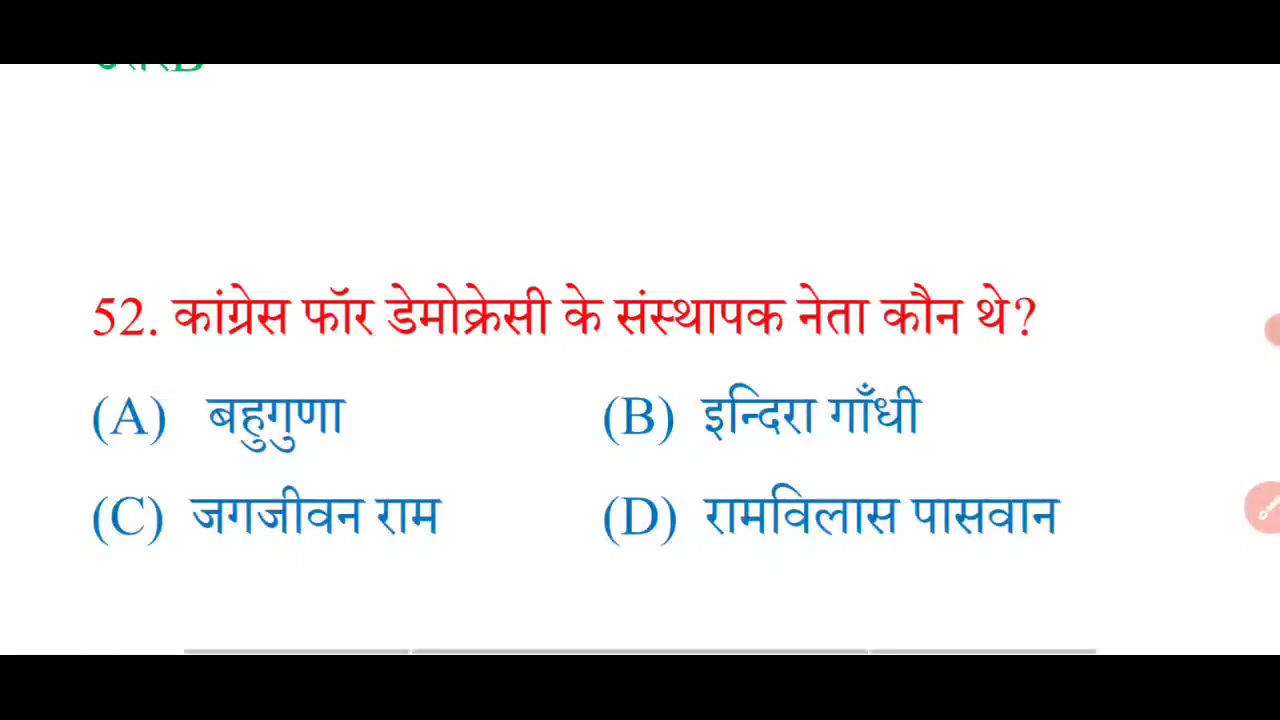 52. कांग्रेस फॉर डेमोक्रेसी के संस्थापक नेता कौन थे?
(A) बहुगुणा (B) इन्दिरा गाँधी
(C) जगजीवन राम (D) रामविलास पासवान